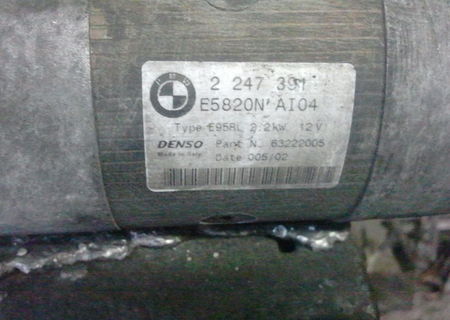 BMW
2 247 391
E5820N' AI04
Type E95RL 2.2kW 12V
DENSO Part N. 63222005
Made in Italy
Date 005/02